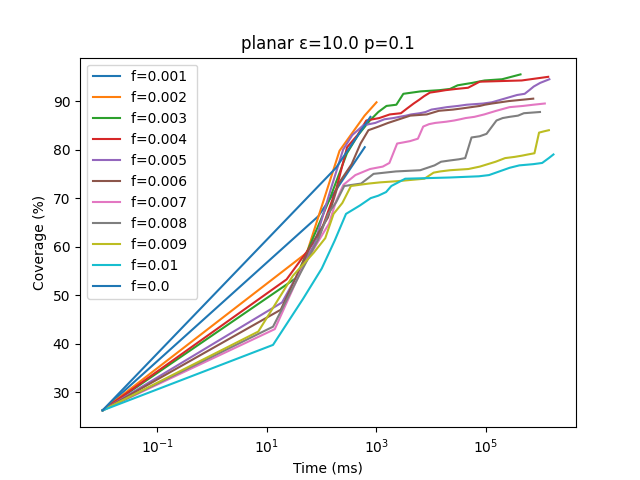 planar ε=10.0 p=0.1
f=0.001
f=0.002
f=0.003
f=0.004
f=0.005
f=0.006
f=0.007
f=0.008
f=0.009
f=0.01
f=0.0
Coverage (%)
90
80
70
60
50
40
30
10⁻¹ 10¹ 10³ 10⁵
Time (ms)